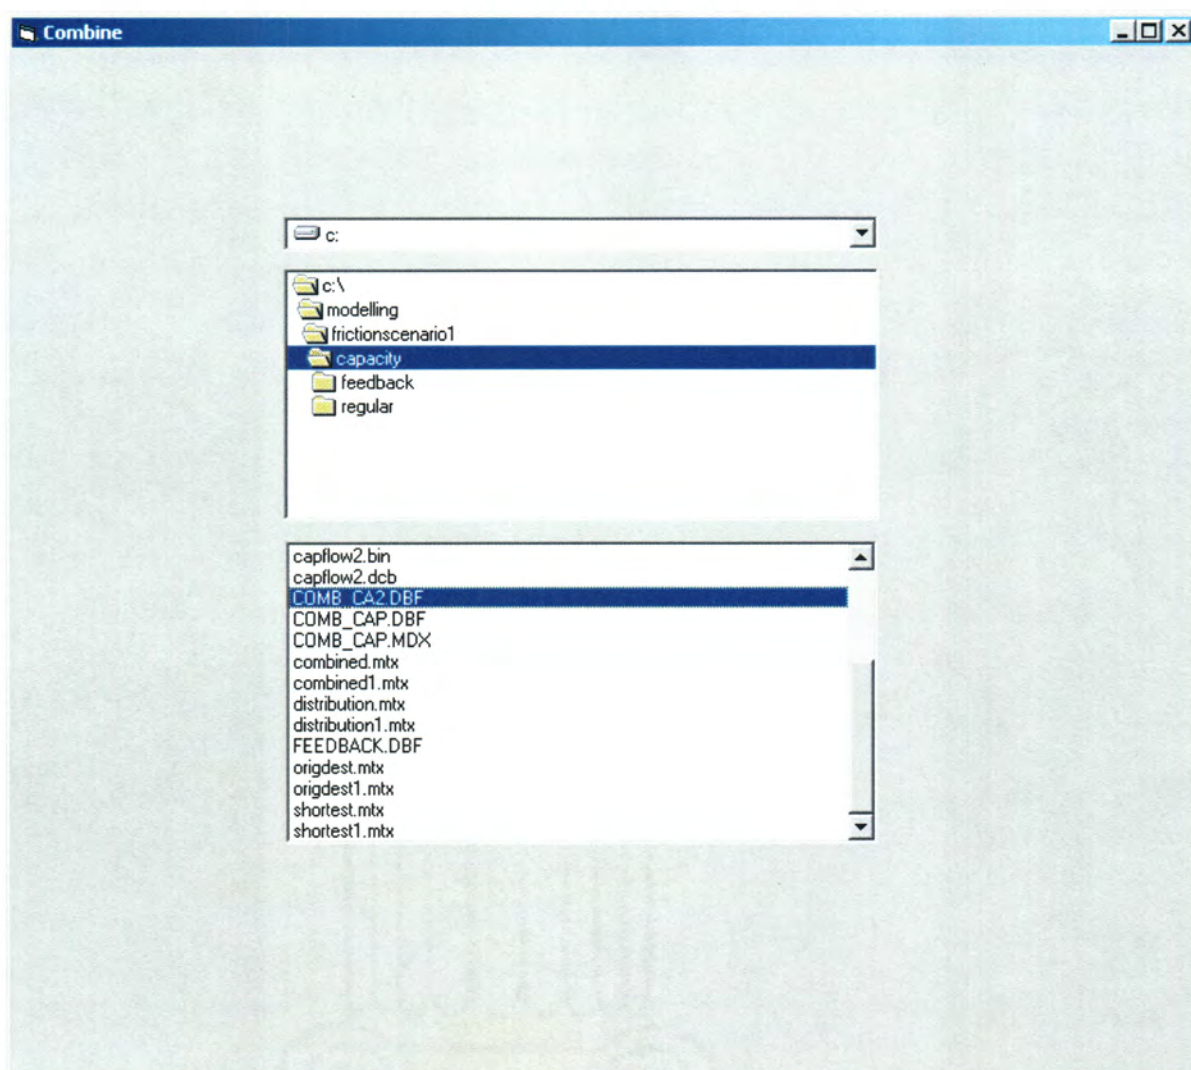 Combine
c:
c:\
modelling
frictionscenario1
capacity
feedback
regular
capflow2.bin
capflow2.dcb
COMB_CA2.DBF
COMB_CAP.DBF
COMB_CAP.MDX
combined.mtx
combined1.mtx
distribution.mtx
distribution1.mtx
FEEDBACK.DBF
origdest.mtx
origdest1.mtx
shortest.mtx
shortest1.mtx